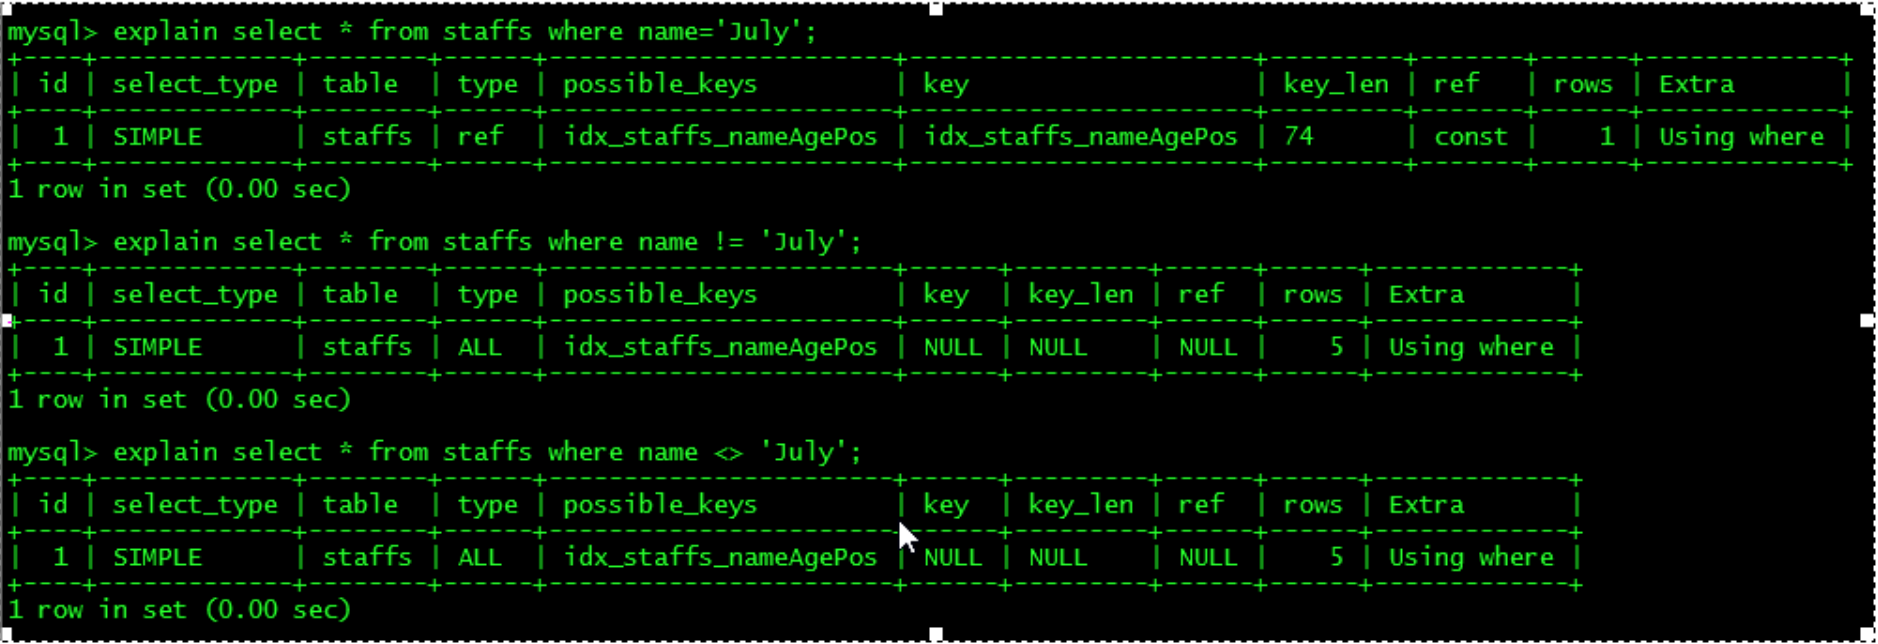 mysql> explain select * from staffs where name='July';
+----+-------------+--------+------+-----------------------+-----------------------+---------+-------+------+-------------+
| id | select_type | table  | type | possible_keys         | key                   | key_len | ref   | rows | Extra       |
+----+-------------+--------+------+-----------------------+-----------------------+---------+-------+------+-------------+
|  1 | SIMPLE      | staffs | ref  | idx_staffs_nameAgePos | idx_staffs_nameAgePos | 74      | const |    1 | Using where |
+----+-------------+--------+------+-----------------------+-----------------------+---------+-------+------+-------------+
1 row in set (0.00 sec)
mysql> explain select * from staffs where name != 'July';
+----+-------------+--------+------+-----------------------+------+---------+------+------+-------------+
| id | select_type | table  | type | possible_keys         | key  | key_len | ref  | rows | Extra       |
+----+-------------+--------+------+-----------------------+------+---------+------+------+-------------+
|  1 | SIMPLE      | staffs | ALL  | idx_staffs_nameAgePos | NULL | NULL    | NULL |    5 | Using where |
+----+-------------+--------+------+-----------------------+------+---------+------+------+-------------+
1 row in set (0.00 sec)
mysql> explain select * from staffs where name <> 'July';
+----+-------------+--------+------+-----------------------+------+---------+------+------+-------------+
| id | select_type | table  | type | possible_keys         | key  | key_len | ref  | rows | Extra       |
+----+-------------+--------+------+-----------------------+------+---------+------+------+-------------+
|  1 | SIMPLE      | staffs | ALL  | idx_staffs_nameAgePos | NULL | NULL    | NULL |    5 | Using where |
+----+-------------+--------+------+-----------------------+------+---------+------+------+-------------+
1 row in set (0.00 sec)